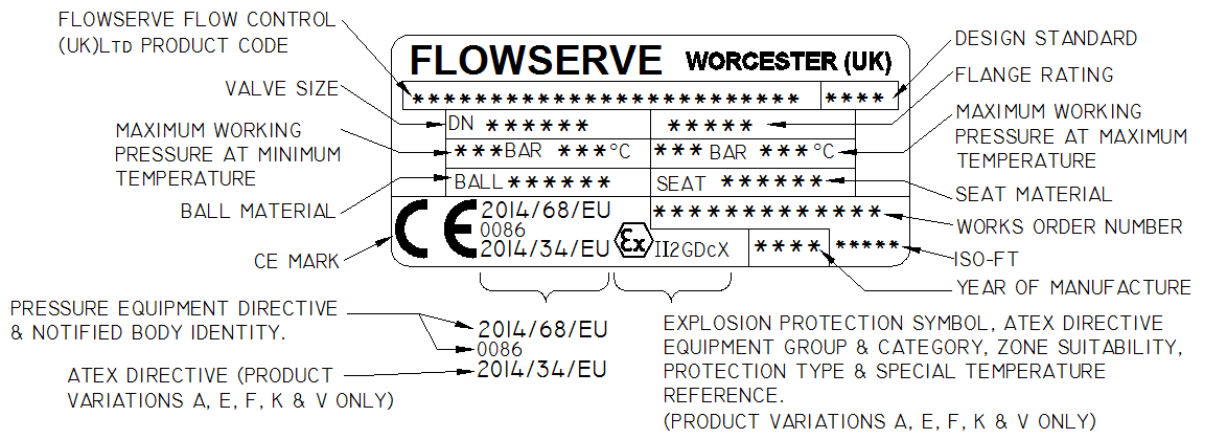 FLOWSERVE FLOW CONTROL
(UK)LTD PRODUCT CODE
VALVE SIZE
MAXIMUM WORKING
PRESSURE AT MINIMUM
TEMPERATURE
BALL MATERIAL
CE MARK
FLOWSERVE WORCESTER (UK)
************************** ****
DN ****** *****
***BAR ***°C *** BAR ***°C
BALL ****** SEAT ******
CE 2014/68/EU *************
0086
2014/34/EU Ex II2GDcX **** *****
DESIGN STANDARD
FLANGE RATING
MAXIMUM WORKING
PRESSURE AT MAXIMUM
TEMPERATURE
SEAT MATERIAL
WORKS ORDER NUMBER
ISO-FT
YEAR OF MANUFACTURE
PRESSURE EQUIPMENT DIRECTIVE
& NOTIFIED BODY IDENTITY.
ATEX DIRECTIVE (PRODUCT
VARIATIONS A, E, F, K & V ONLY)
2014/68/EU
0086
2014/34/EU
EXPLOSION PROTECTION SYMBOL, ATEX DIRECTIVE
EQUIPMENT GROUP & CATEGORY, ZONE SUITABILITY,
PROTECTION TYPE & SPECIAL TEMPERATURE
REFERENCE.
(PRODUCT VARIATIONS A, E, F, K & V ONLY)